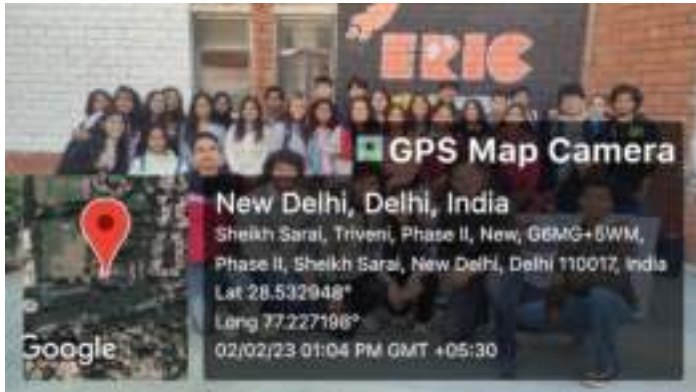 ERIC
GPS Map Camera
New Delhi, Delhi, India
Sheikh Sarai, Triveni, Phase II, New, G6MG+5WM,
Phase II, Sheikh Sarai, New Delhi, Delhi 110017, India
Lat 28.532948°
Long 77.227198°
02/02/23 01:04 PM GMT +05:30
Google